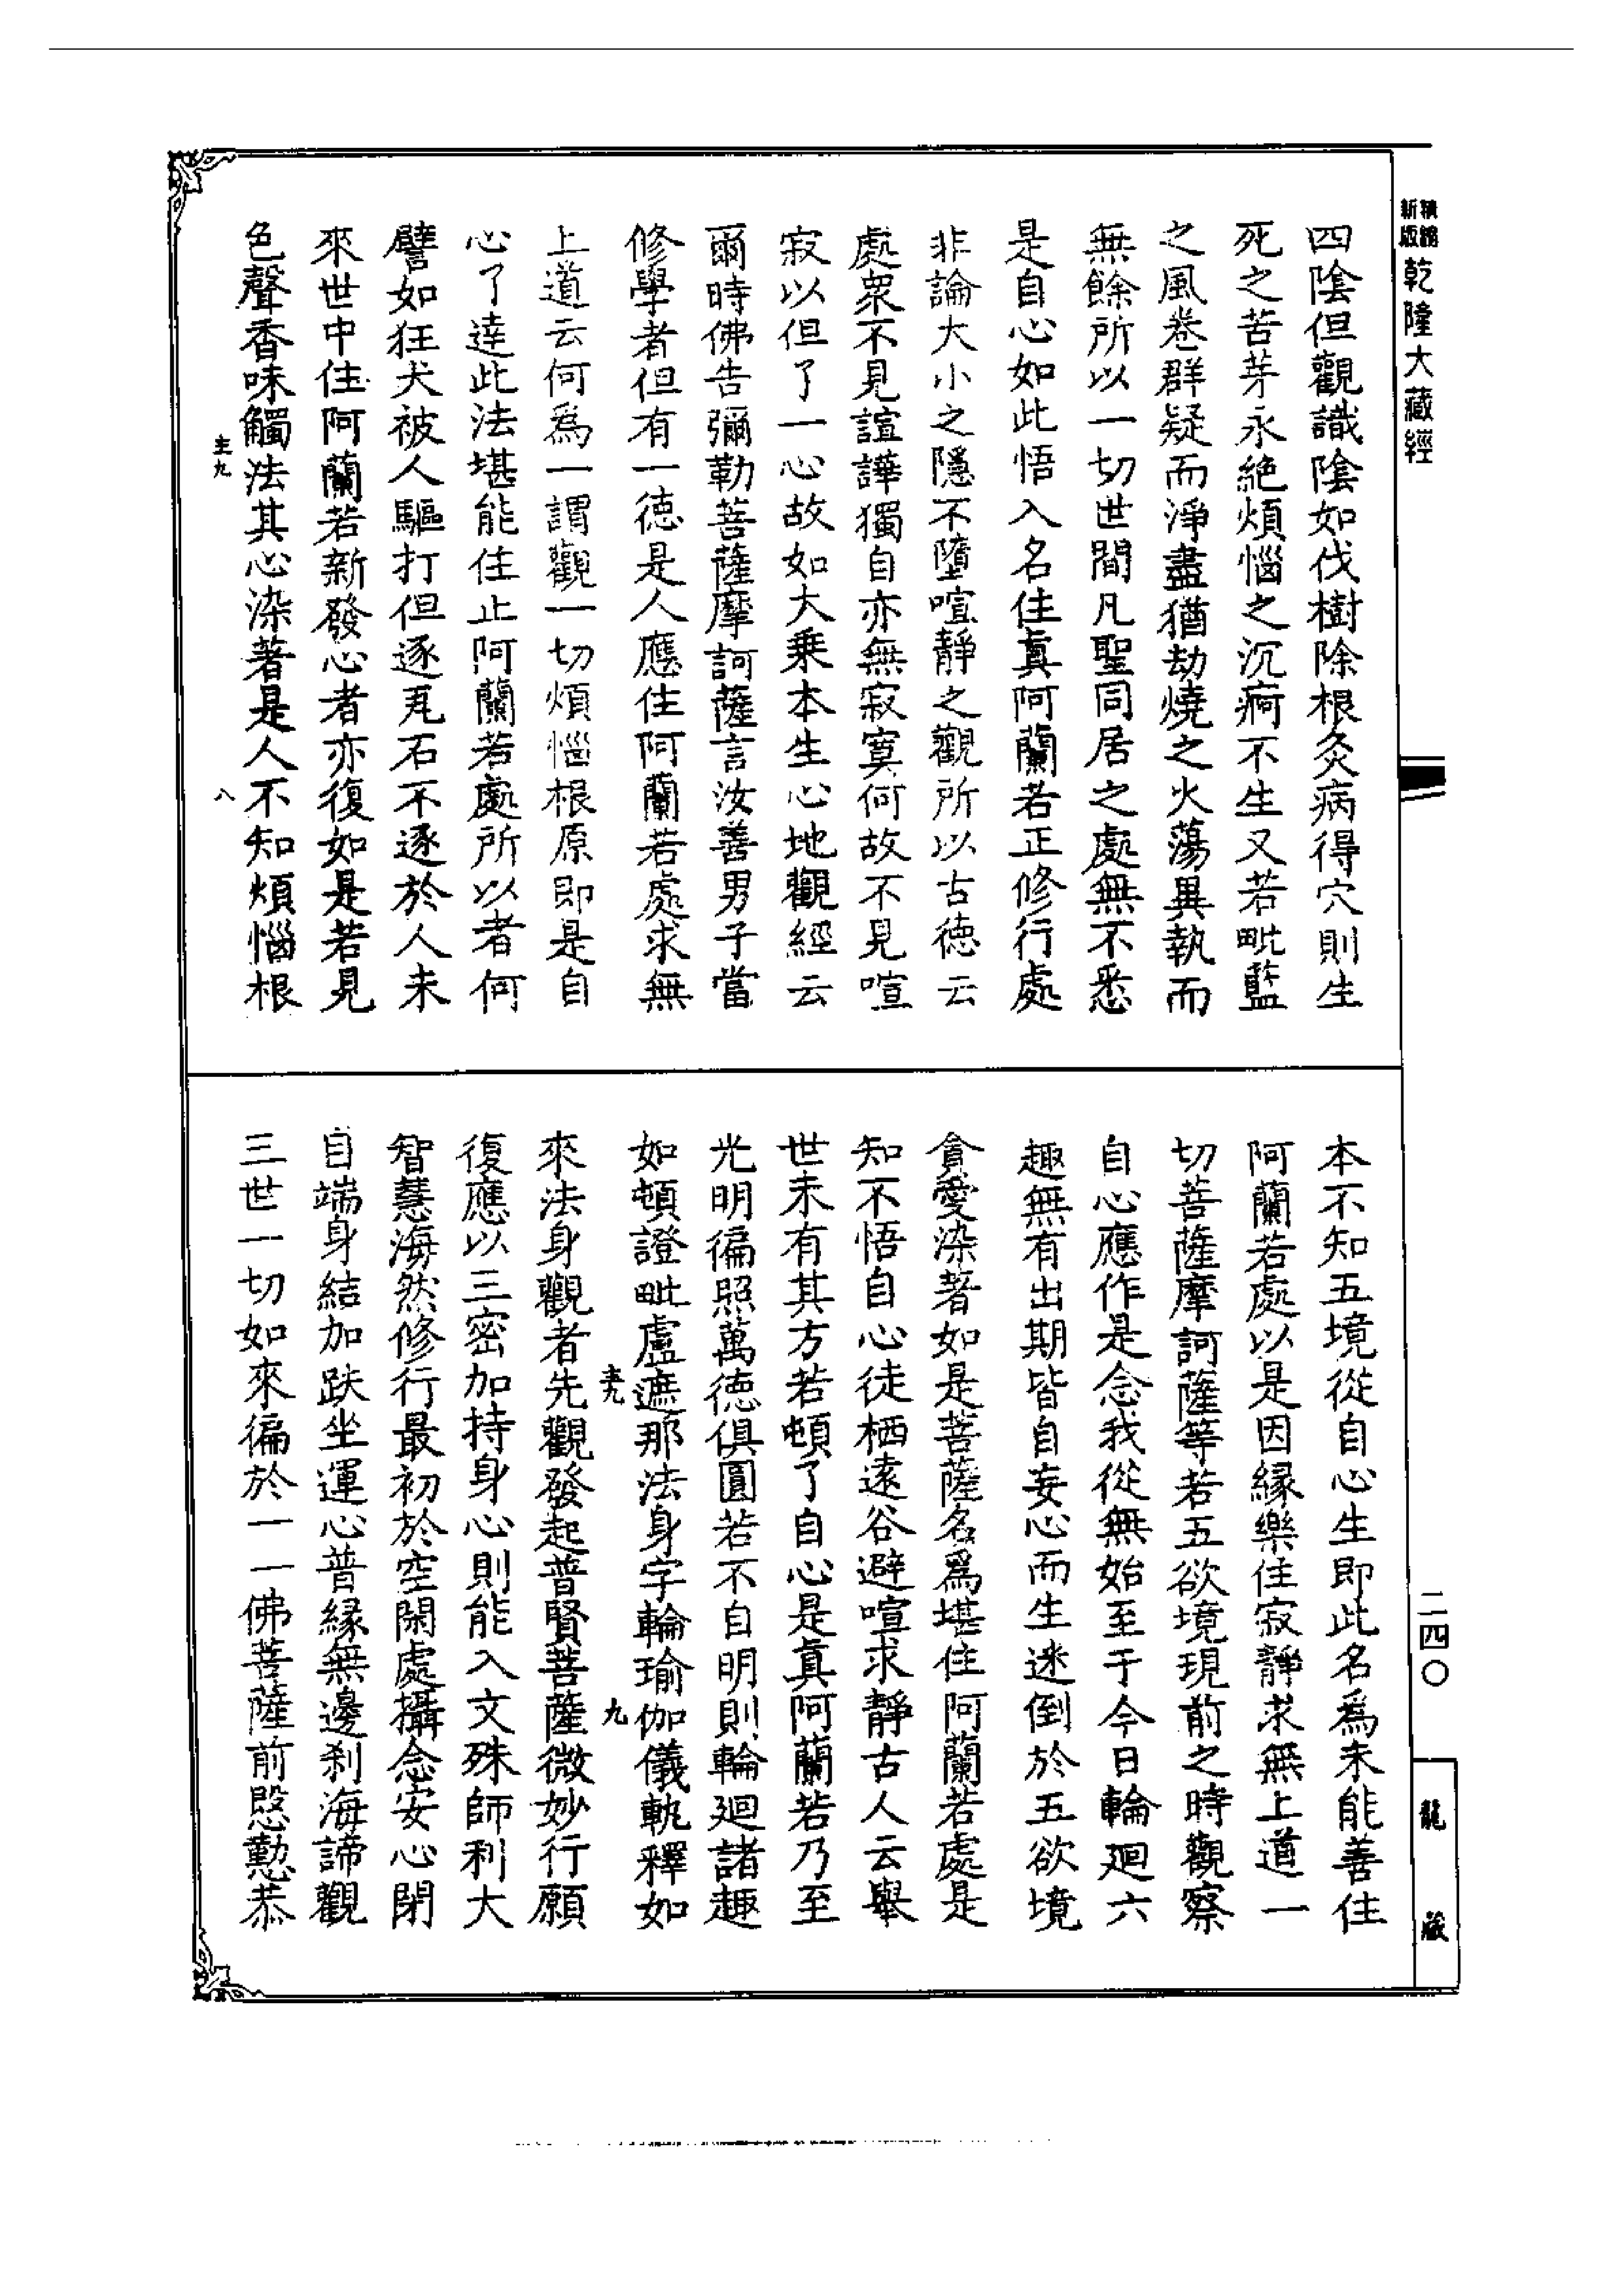 新版精縮
乾隆大藏經
四陰但觀識陰如伐樹除根灸病得穴則生
死之苦芽永絕煩惱之沉痾不生又若毗藍
之風卷群疑而淨盡猶劫燒之火蕩異執而
無餘所以一切世間凡聖同居之處無不悉
是自心如此悟入名住真阿蘭若正修行處
非論大小之隱不墮喧靜之觀所以古德云
處眾不見諠譁獨自亦無寂寞何故不見喧
寂以但了一心故如大乘本生心地觀經云
爾時佛告彌勒菩薩摩訶薩言汝善男子當
修學者但有一德是人應住阿蘭若處求無
上道云何為一謂觀一切煩惱根原即是自
心了達此法堪能住止阿蘭若處所以者何
譬如狂犬被人驅打但逐瓦石不逐於人未
來世中住阿蘭若新發心者亦復如是若見
色聲香味觸法其心染著是人不知煩惱根
主九
八
本不知五境從自心生即此名為未能善住
阿蘭若處以是因緣樂住寂靜求無上道一
切菩薩摩訶薩等若五欲境現前之時觀察
自心應作是念我從無始至于今日輪迴六
趣無有出期皆自妄心而生迷倒於五欲境
貪愛染著如是菩薩名為堪住阿蘭若處是
知不悟自心徒栖遠谷避喧求靜古人云舉
世未有其方若頓了自心是真阿蘭若乃至
光明徧照萬德俱圓若不自明則輪迴諸趣
如頓證毗盧遮那法身字輪瑜伽儀軌釋如
主九
九
來法身觀者先觀發起普賢菩薩微妙行願
復應以三密加持身心則能入文殊師利大
智慧海然修行最初於空閑處攝念安心閉
目端身結加趺坐運心普緣無邊剎海諦觀
三世一切如來徧於一一佛菩薩前慇懃恭
二四〇
龍藏